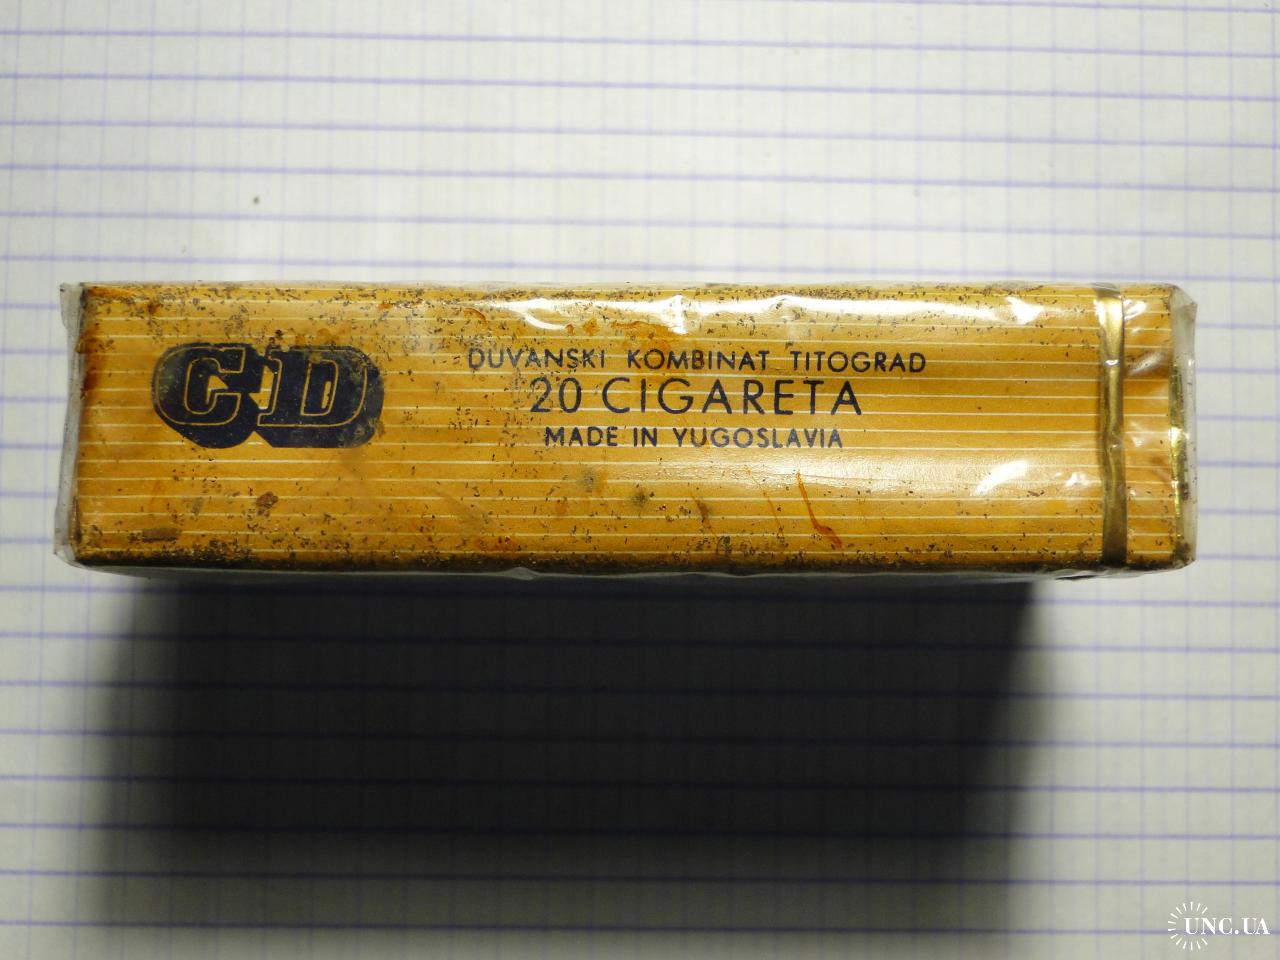 CD
DUVANSKI KOMBINAT TITOGRAD
20 CIGARETA
MADE IN YUGOSLAVIA
UNC.UA